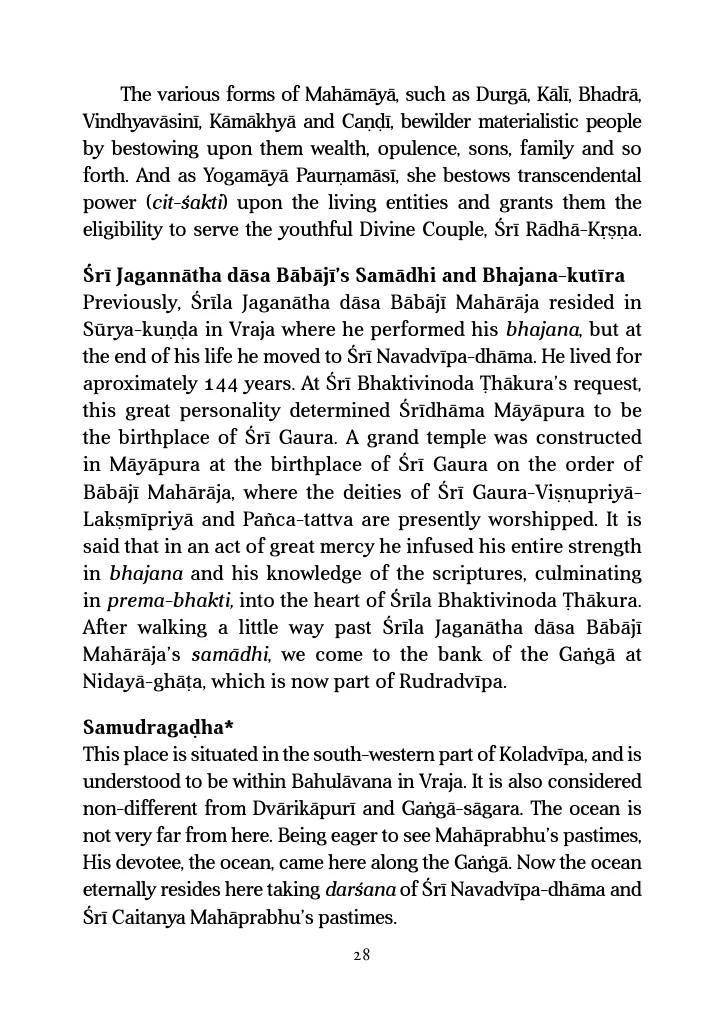 The various forms of Mahāmāyā, such as Durgā, Kālī, Bhadrā,
Vindhyavāsinī, Kāmākhyā and Caṇḍī, bewilder materialistic people
by bestowing upon them wealth, opulence, sons, family and so
forth. And as Yogamāyā Paurṇamāsī, she bestows transcendental
power (cit-śakti) upon the living entities and grants them the
eligibility to serve the youthful Divine Couple, Śrī Rādhā-Kṛṣṇa.
Śrī Jagannātha dāsa Bābājī’s Samādhi and Bhajana-kutīra
Previously, Śrīla Jaganātha dāsa Bābājī Mahārāja resided in
Sūrya-kuṇḍa in Vraja where he performed his bhajana, but at
the end of his life he moved to Śrī Navadvīpa-dhāma. He lived for
aproximately 144 years. At Śrī Bhaktivinoda Ṭhākura’s request,
this great personality determined Śrīdhāma Māyāpura to be
the birthplace of Śrī Gaura. A grand temple was constructed
in Māyāpura at the birthplace of Śrī Gaura on the order of
Bābājī Mahārāja, where the deities of Śrī Gaura-Viṣṇupriyā-
Lakṣmīpriyā and Pañca-tattva are presently worshipped. It is
said that in an act of great mercy he infused his entire strength
in bhajana and his knowledge of the scriptures, culminating
in prema-bhakti, into the heart of Śrīla Bhaktivinoda Ṭhākura.
After walking a little way past Śrīla Jaganātha dāsa Bābājī
Mahārāja’s samādhi, we come to the bank of the Gaṅgā at
Nidayā-ghāṭa, which is now part of Rudradvīpa.
Samudragaḍha*
This place is situated in the south-western part of Koladvīpa, and is
understood to be within Bahulāvana in Vraja. It is also considered
non-different from Dvārikāpurī and Gaṅgā-sāgara. The ocean is
not very far from here. Being eager to see Mahāprabhu’s pastimes,
His devotee, the ocean, came here along the Gaṅgā. Now the ocean
eternally resides here taking darśana of Śrī Navadvīpa-dhāma and
Śrī Caitanya Mahāprabhu’s pastimes.
28